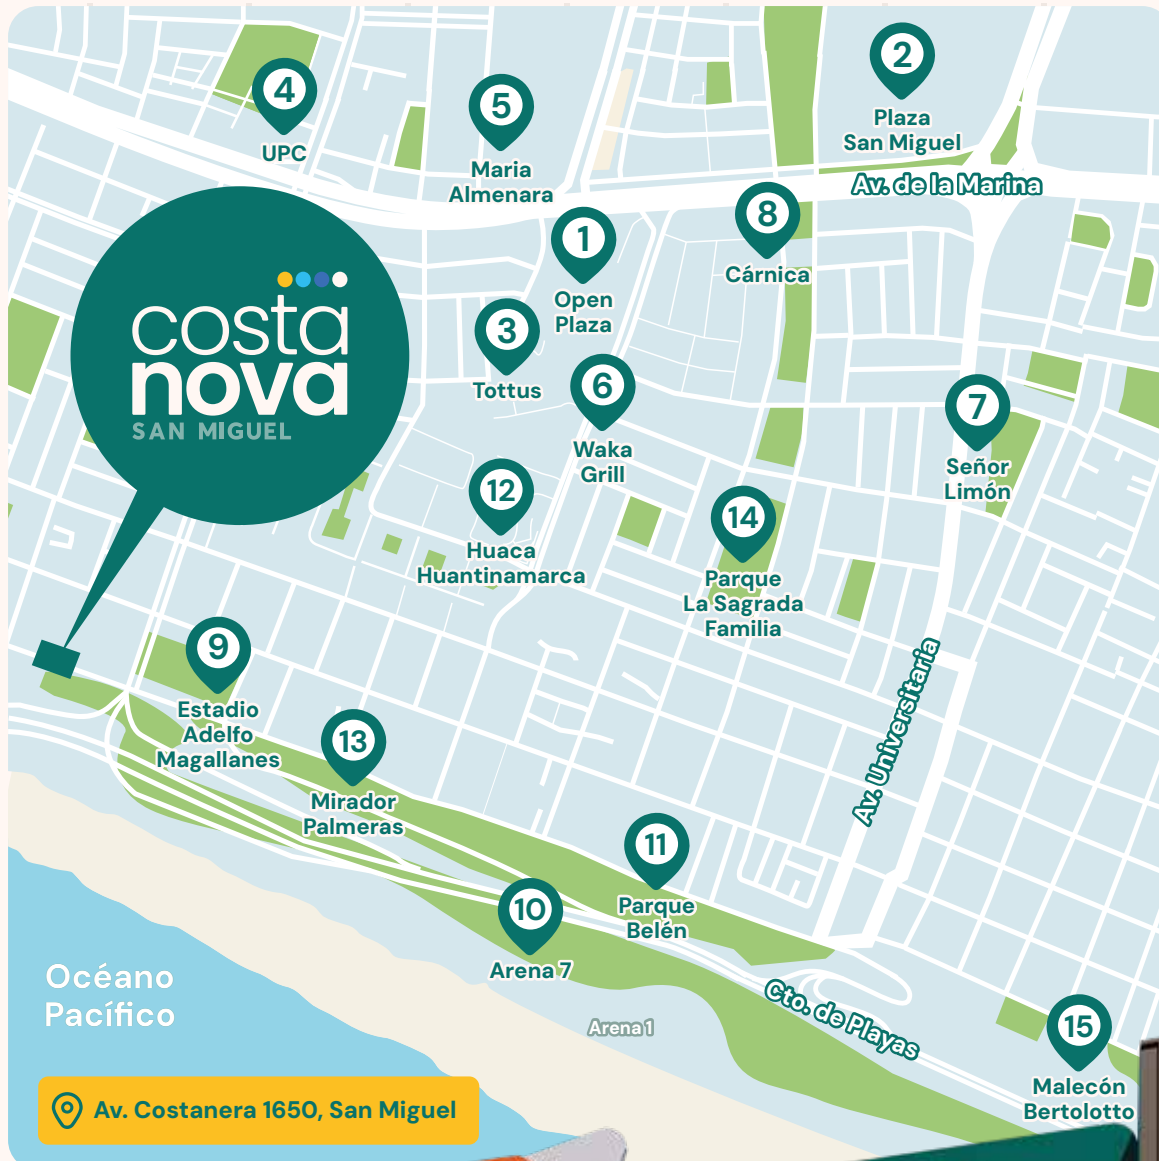 2
Plaza
San Miguel
4
UPC
5
Maria
Almenara
Av. de la Marina
8
Cárnica
1
Open
Plaza
costa
nova
SAN MIGUEL
3
Tottus
6
Waka
Grill
7
Señor
Limón
12
Huaca
Huantinamarca
14
Parque
La Sagrada
Familia
9
Estadio
Adelfo
Magallanes
Av. Universitaria
13
Mirador
Palmeras
11
Parque
Belén
10
Arena 7
Océano
Pacífico
Cto. de Playas
Arena 1
15
Malecón
Bertolotto
Av. Costanera 1650, San Miguel